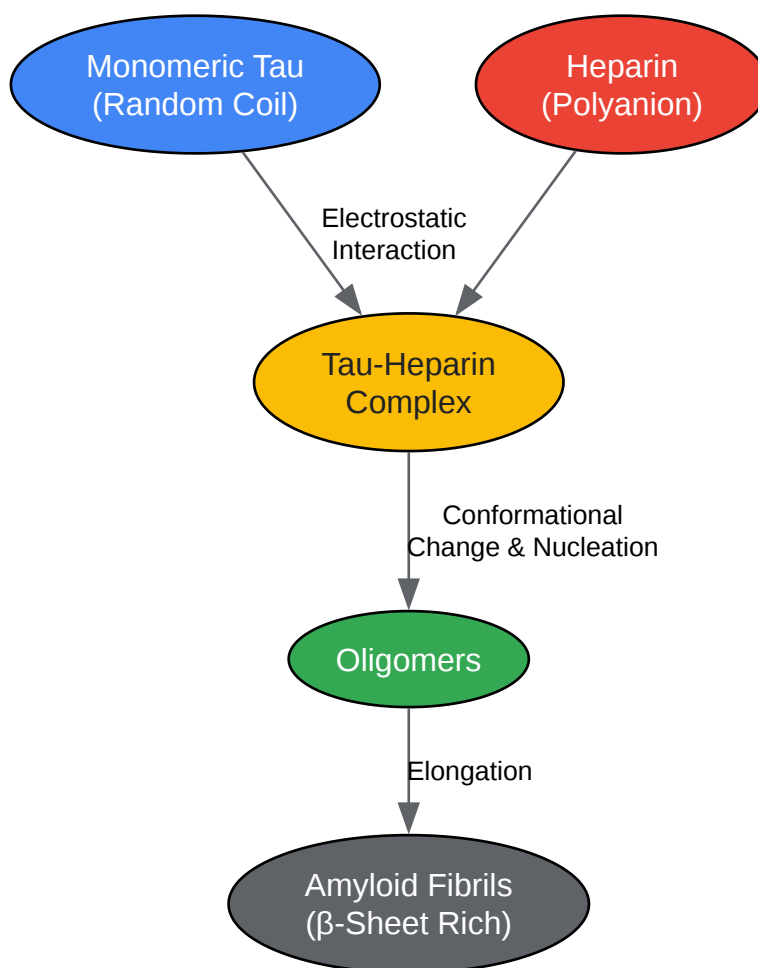 Monomeric Tau
(Random Coil)
Heparin
(Polyanion)
Electrostatic
Interaction
Tau-Heparin
Complex
Conformational
Change & Nucleation
Oligomers
Elongation
Amyloid Fibrils
(β-Sheet Rich)